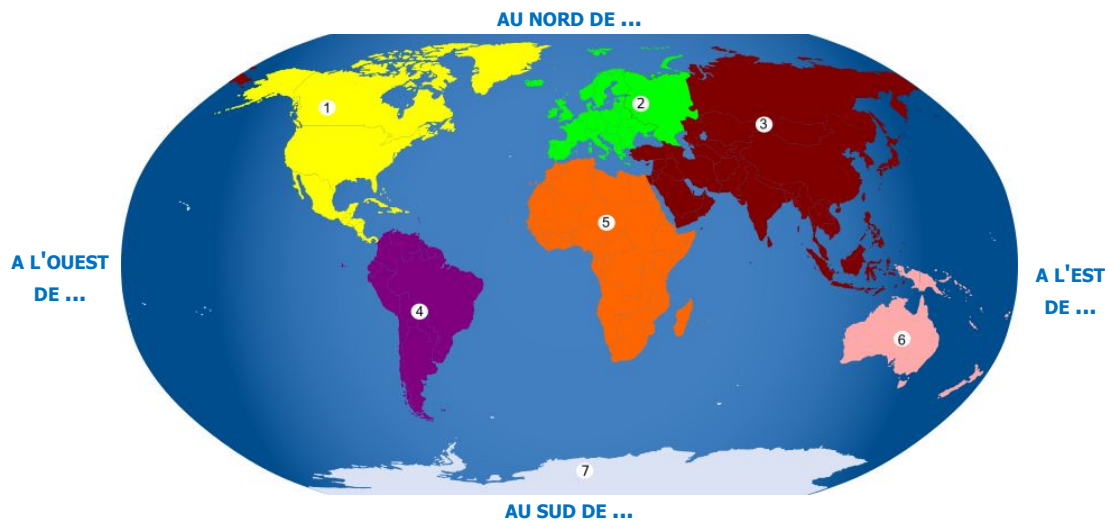 AU NORD DE ...
1
2
3
5
A L'OUEST
DE ...
A L'EST
DE ...
4
6
7
AU SUD DE ...